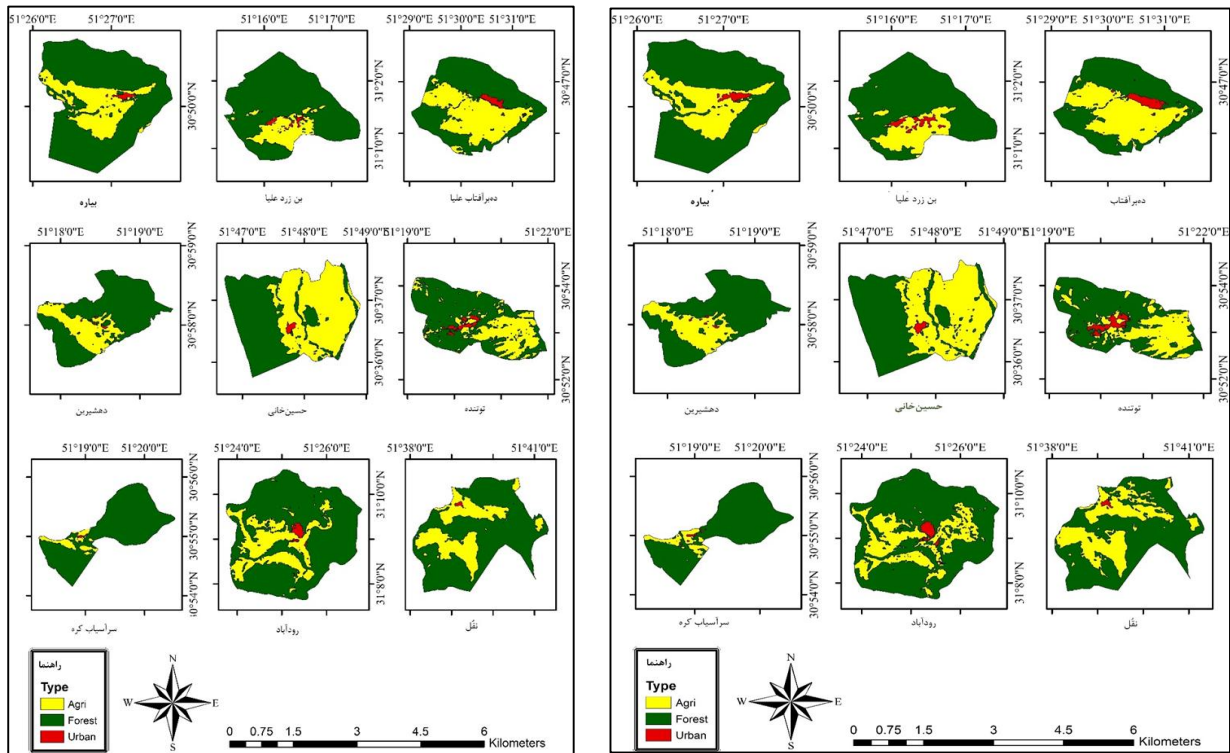 51°26'0"E 51°27'0"E 51°16'0"E 51°17'0"E 51°29'0"E 51°30'0"E 51°31'0"E
30°50'0"N 31°2'0"N 31°1'0"N 30°47'0"N
بیاره بن زرد علیا ده‌برآفتاب علیا
51°18'0"E 51°19'0"E 51°47'0"E 51°48'0"E 51°49'0"E 51°19'0"E 51°22'0"E
30°59'0"N 30°58'0"N 30°37'0"N 30°36'0"N 30°54'0"N 30°52'0"N
دهشیرین حسین‌خانی توتنده
51°19'0"E 51°20'0"E 51°24'0"E 51°26'0"E 51°38'0"E 51°41'0"E
30°56'0"N 30°55'0"N 30°54'0"N 31°10'0"N 31°8'0"N
سرآسیاب کره رودآباد نقل
راهنما
Type
Agri
Forest
Urban
N
W E
S
0 0.75 1.5 3 4.5 6
Kilometers
51°26'0"E 51°27'0"E 51°16'0"E 51°17'0"E 51°29'0"E 51°30'0"E 51°31'0"E
30°50'0"N 31°2'0"N 31°1'0"N 30°47'0"N
بیاره بن زرد علیا ده‌برآفتاب
51°18'0"E 51°19'0"E 51°47'0"E 51°48'0"E 51°49'0"E 51°19'0"E 51°22'0"E
30°59'0"N 30°58'0"N 30°37'0"N 30°36'0"N 30°54'0"N 30°52'0"N
دهشیرین حسین‌خانی توتنده
51°19'0"E 51°20'0"E 51°24'0"E 51°26'0"E 51°38'0"E 51°41'0"E
30°56'0"N 30°55'0"N 30°54'0"N 31°10'0"N 31°8'0"N
سرآسیاب کره رودآباد نقل
راهنما
Type
Agri
Forest
Urban
N
W E
S
0 0.75 1.5 3 4.5 6
Kilometers